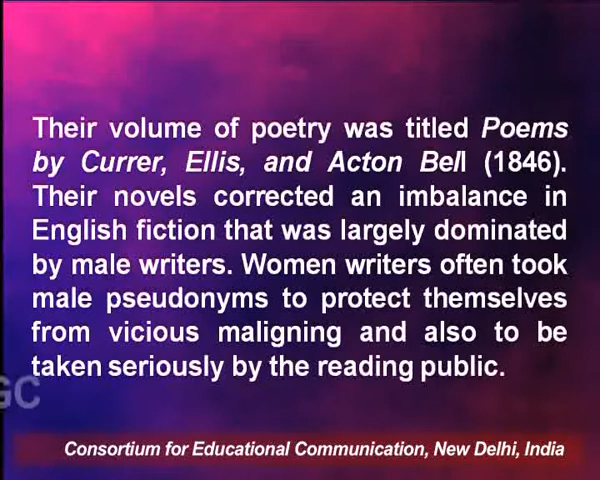 Their volume of poetry was titled Poems
by Currer, Ellis, and Acton Bell (1846).
Their novels corrected an imbalance in
English fiction that was largely dominated
by male writers. Women writers often took
male pseudonyms to protect themselves
from vicious maligning and also to be
taken seriously by the reading public.
GC
Consortium for Educational Communication, New Delhi, India